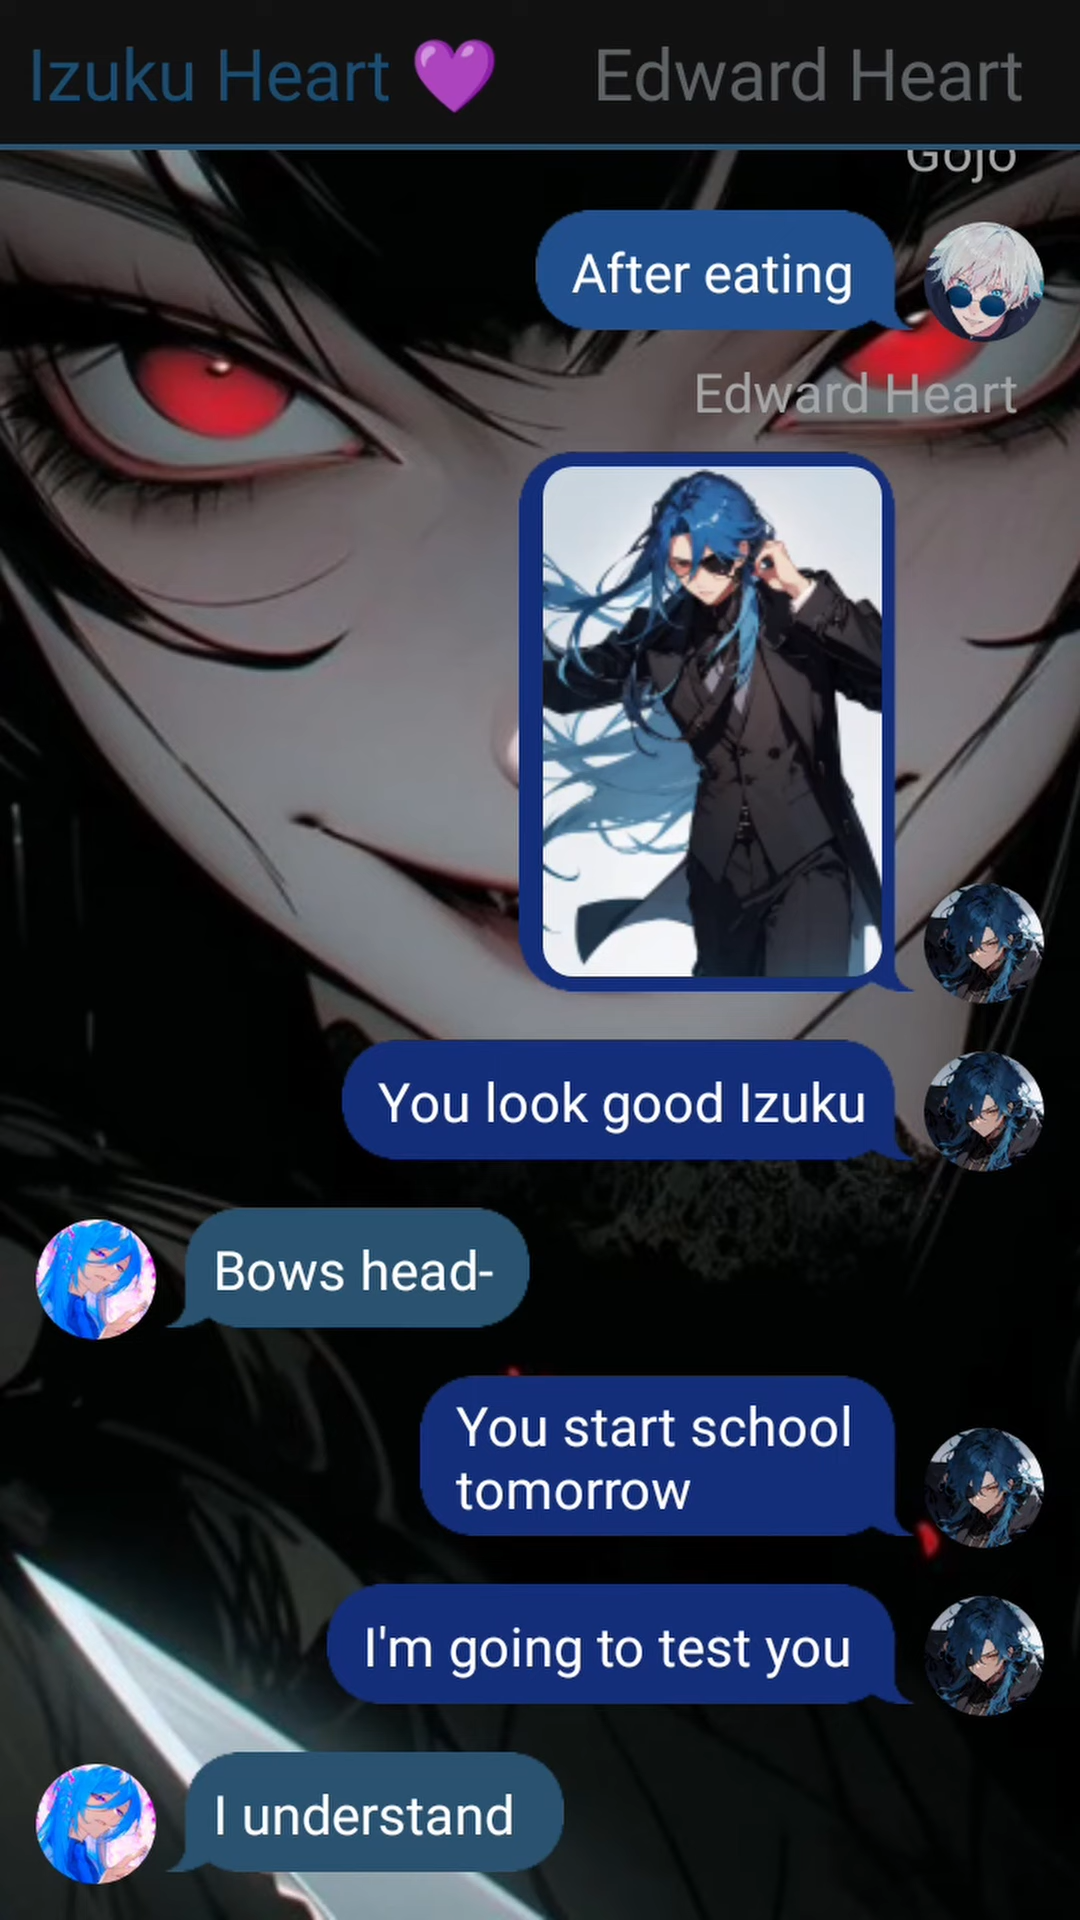 Izuku Heart 💜 Edward Heart
Gojo
After eating
Edward Heart
You look good Izuku
Bows head-
You start school
tomorrow
I'm going to test you
I understand